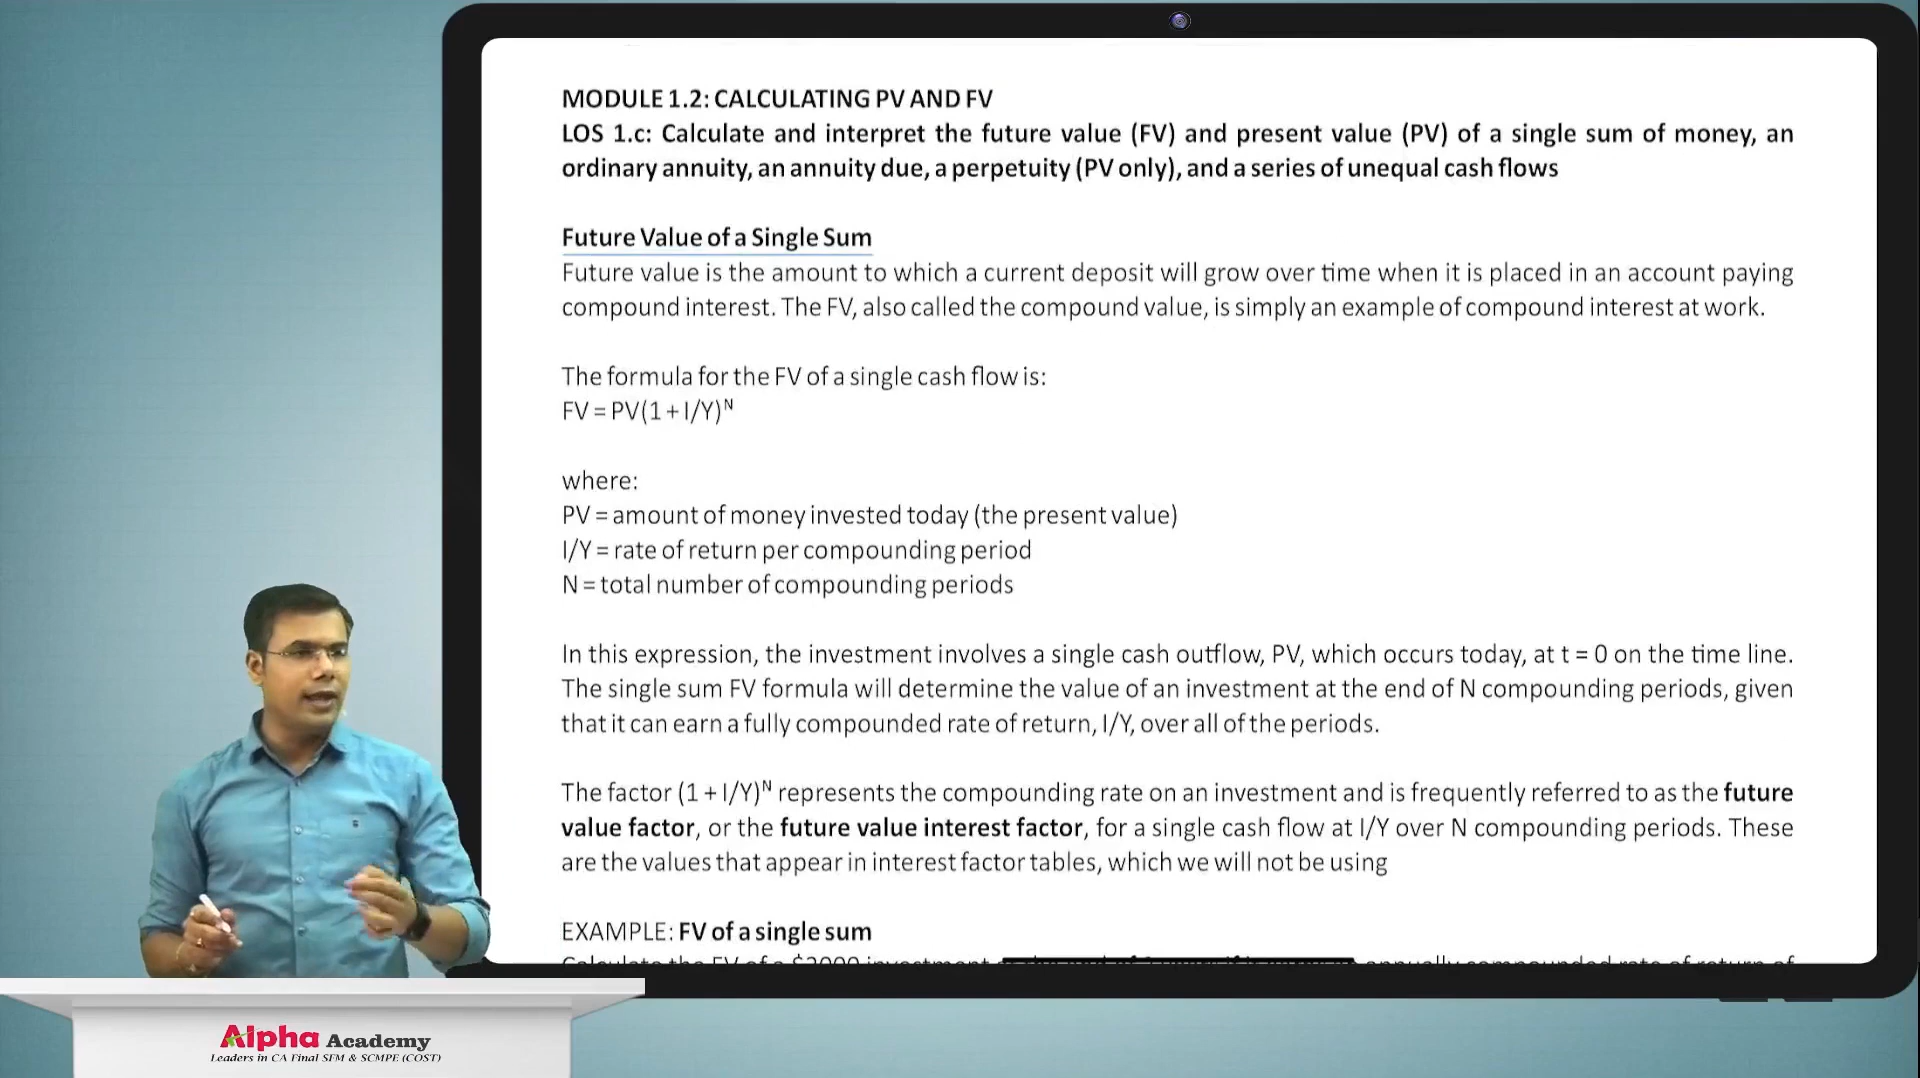 MODULE 1.2: CALCULATING PV AND FV
LOS 1.c: Calculate and interpret the future value (FV) and present value (PV) of a single sum of money, an
ordinary annuity, an annuity due, a perpetuity (PV only), and a series of unequal cash flows
Future Value of a Single Sum
Future value is the amount to which a current deposit will grow over time when it is placed in an account paying
compound interest. The FV, also called the compound value, is simply an example of compound interest at work.
The formula for the FV of a single cash flow is:
FV = PV(1 + I/Y)ᴺ
where:
PV = amount of money invested today (the present value)
I/Y = rate of return per compounding period
N = total number of compounding periods
In this expression, the investment involves a single cash outflow, PV, which occurs today, at t = 0 on the time line.
The single sum FV formula will determine the value of an investment at the end of N compounding periods, given
that it can earn a fully compounded rate of return, I/Y, over all of the periods.
The factor (1 + I/Y)ᴺ represents the compounding rate on an investment and is frequently referred to as the future
value factor, or the future value interest factor, for a single cash flow at I/Y over N compounding periods. These
are the values that appear in interest factor tables, which we will not be using
EXAMPLE: FV of a single sum
Calculate the FV of a $2000 investment annually compounded rate of return of
Alpha Academy
Leaders in CA Final SFM & SCMPE (COST)